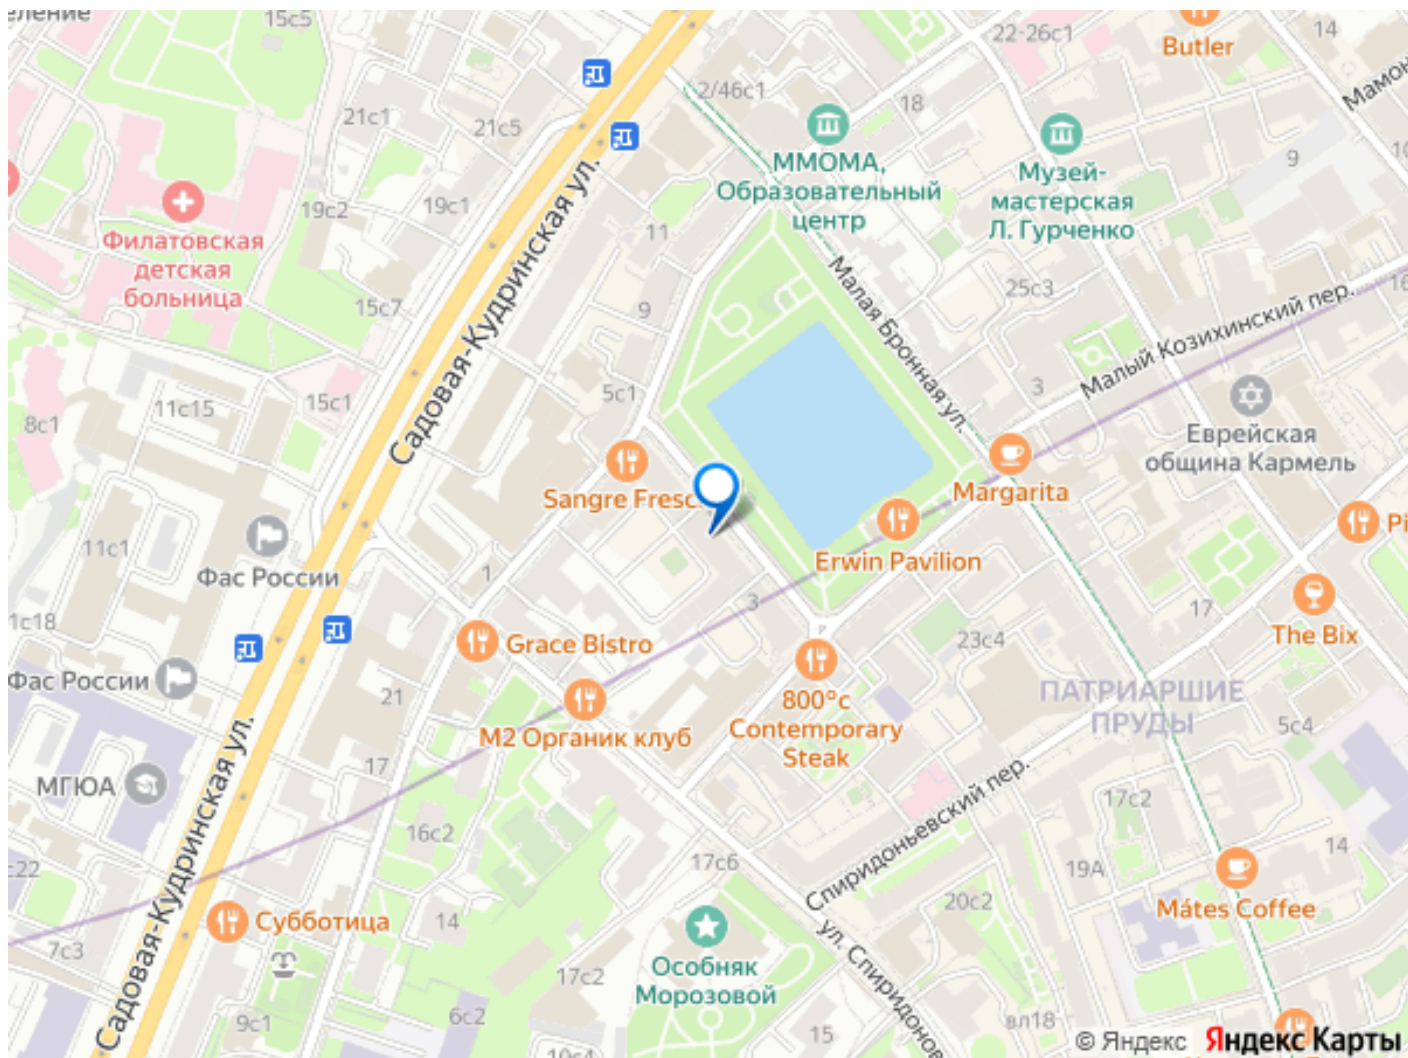 15с5
22-26с1
14
Butler
Мамон
21с1
21с5
2/46с1
18
ММОМА,
Образовательный
центр
Музей-
мастерская
Л. Гурченко
9
10
19с2
19с1
Филатовская
детская
больница
11
Малая Бронная ул.
25с3
16
15с7
9
Садовая-Кудринская ул.
Малый Козихинский пер.
3
11с15
15с1
5с1
8с1
Еврейская
община Кармель
Sangre Fresc
Margarita
11с1
Фас России
Erwin Pavilion
Pi
1
3
17
1с18
The Bix
Grace Bistro
23с4
Фас России
21
800°с
Contemporary
Steak
ПАТРИАРШИЕ
ПРУДЫ
5с4
М2 Органик клуб
17
МГЮА
Садовая-Кудринская ул.
16с2
17с2
Спиридоньевский пер.
14
с22
17с6
19А
20с2
Mátes Coffee
Субботица
14
7с3
ул. Спиридонов
Особняк
Морозовой
17с2
6с2
9с1
10с4
15
вл18
© Яндекс
Яндекс Карты